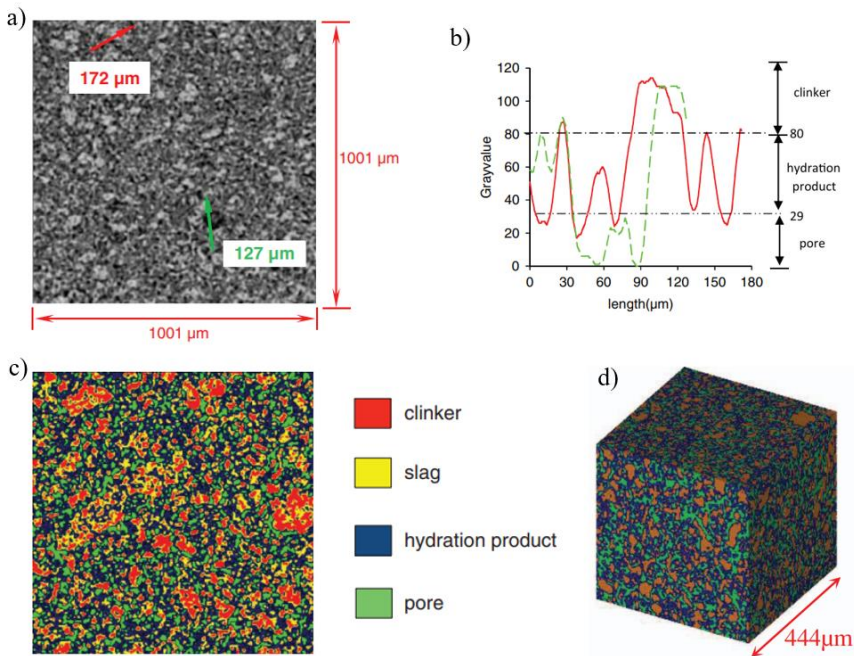 a)
172 µm
127 µm
1001 µm
1001 µm
b)
120
100
80
60
40
20
0
Grayvalue
0 30 60 90 120 150 180
length(µm)
clinker
80
hydration
product
29
pore
c)
clinker
slag
hydration product
pore
d)
444µm